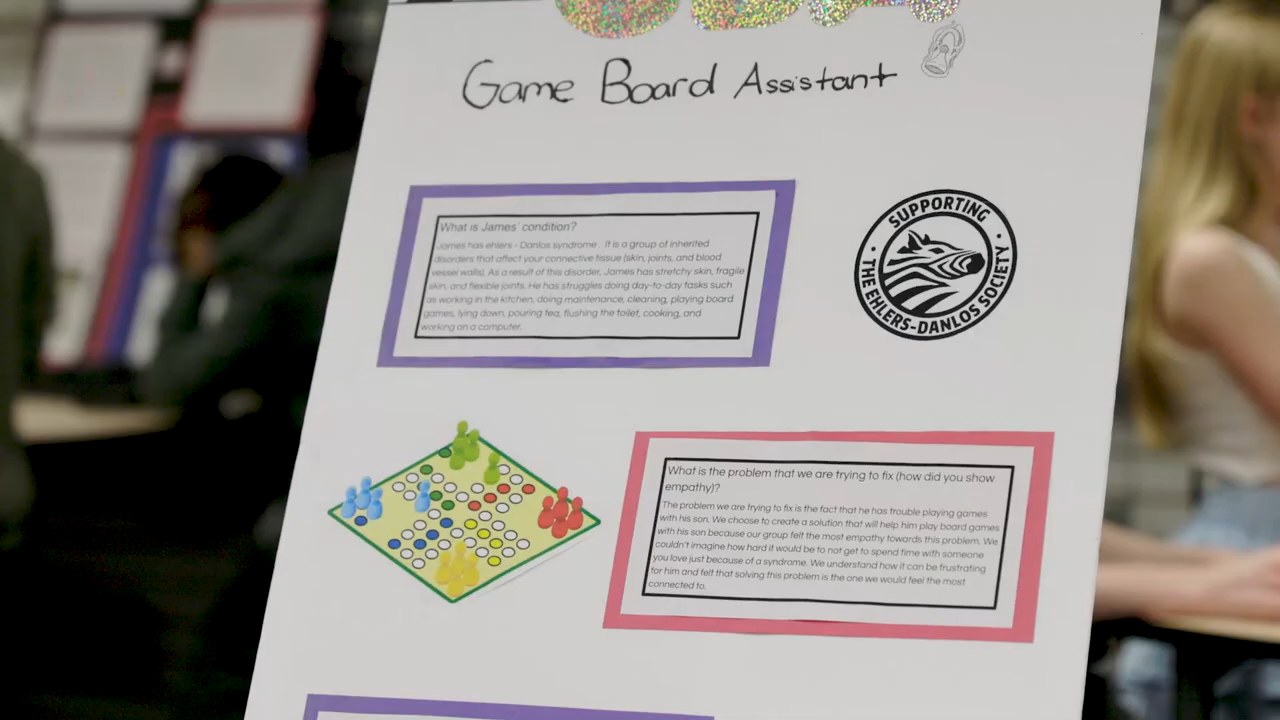 Game Board Assistant
What is James' condition?
James has ehlers - Danlos syndrome . It is a group of inherited
disorders that affect your connective tissue (skin, joints, and blood
vessel walls). As a result of this disorder, James has stretchy skin, fragile
skin, and flexible joints. He has struggles doing day-to-day tasks such
as working in the kitchen, doing maintenance, cleaning, playing board
games, lying down, pouring tea, flushing the toilet, cooking, and
working on a computer.
SUPPORTING
• THE EHLERS-DANLOS SOCIETY •
What is the problem that we are trying to fix (how did you show
empathy)?
The problem we are trying to fix is the fact that he has trouble playing games
with his son. We choose to create a solution that will help him play board games
with his son because our group felt the most empathy towards this problem. We
couldn't imagine how hard it would be to not get to spend time with someone
you love just because of a syndrome. We understand how it can be frustrating
for him and felt that solving this problem is the one we would feel the most
connected to.